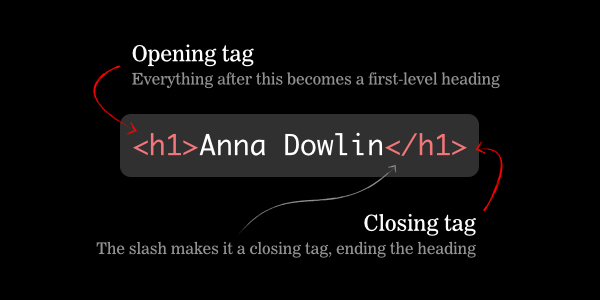 Opening tag
Everything after this becomes a first-level heading
<h1>Anna Dowlin</h1>
Closing tag
The slash makes it a closing tag, ending the heading